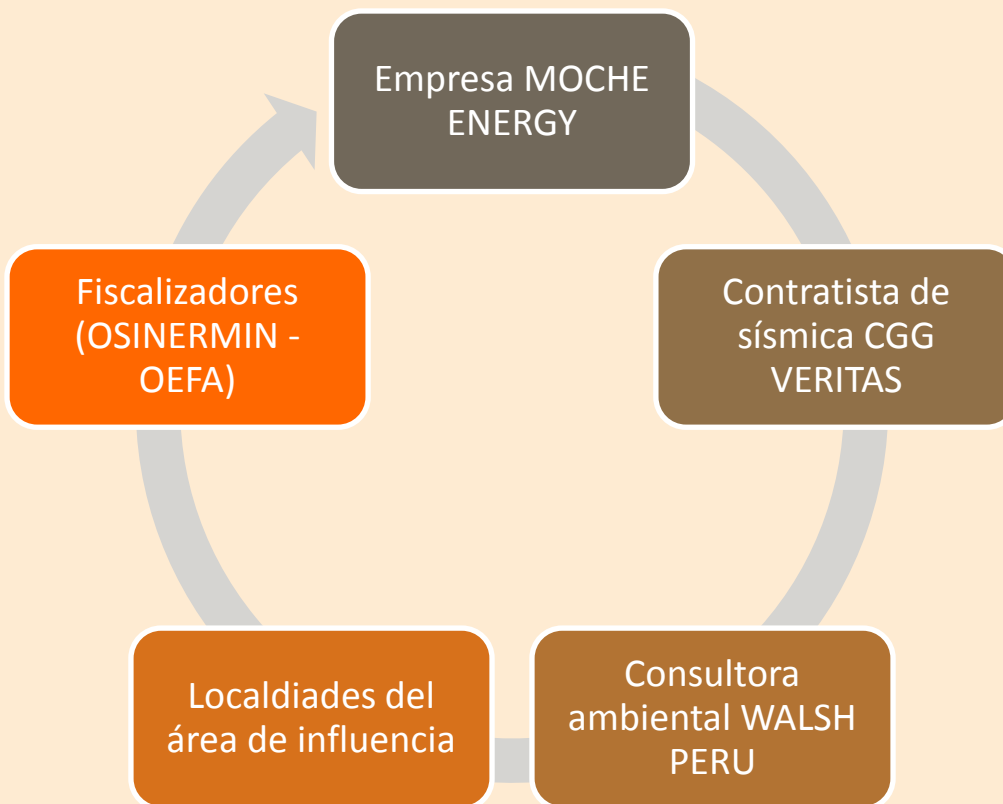 Empresa MOCHE
ENERGY
Contratista de
sísmica CGG
VERITAS
Consultora
ambiental WALSH
PERU
Localdiades del
área de influencia
Fiscalizadores
(OSINERMIN -
OEFA)